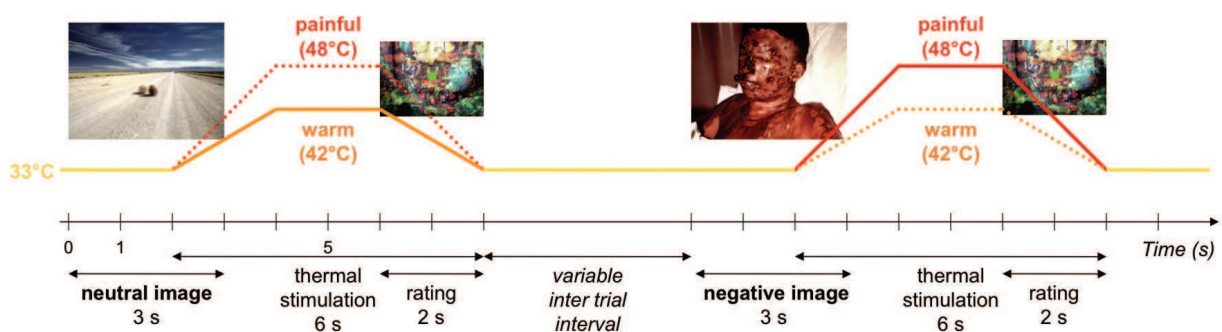 painful
(48°C)
warm
(42°C)
painful
(48°C)
warm
(42°C)
33°C
0
1
5
Time (s)
neutral image
3 s
thermal
stimulation
6 s
rating
2 s
variable
inter trial
interval
negative image
3 s
thermal
stimulation
6 s
rating
2 s